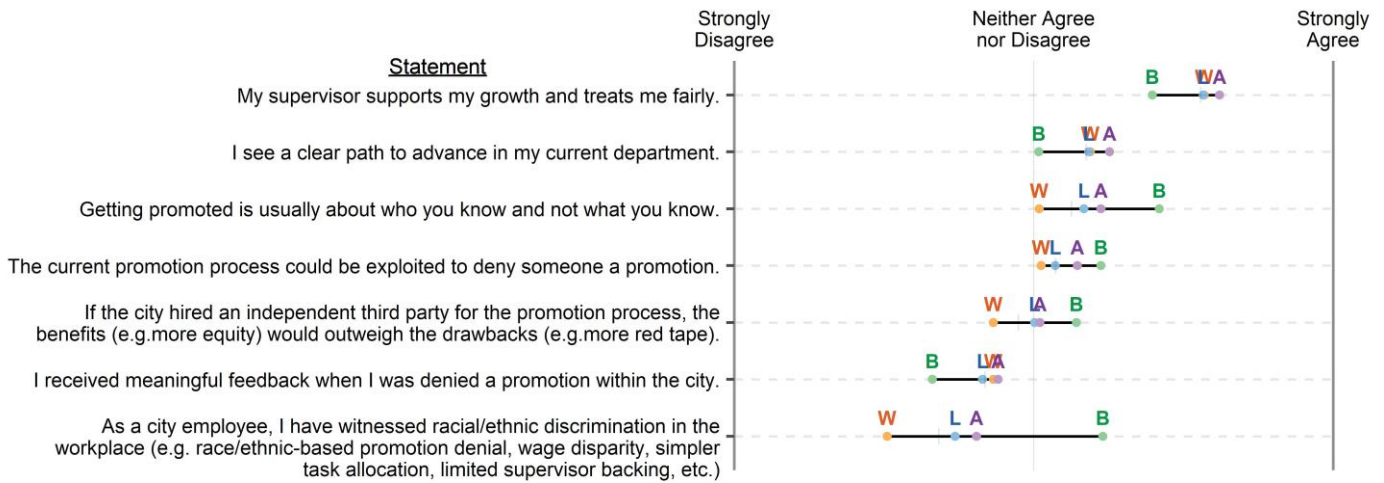 Strongly
Disagree
Neither Agree
nor Disagree
Strongly
Agree
Statement
My supervisor supports my growth and treats me fairly.
B L W A
I see a clear path to advance in my current department.
B L W A
Getting promoted is usually about who you know and not what you know.
W L A B
The current promotion process could be exploited to deny someone a promotion.
W L A B
If the city hired an independent third party for the promotion process, the
benefits (e.g.more equity) would outweigh the drawbacks (e.g.more red tape).
W L A B
I received meaningful feedback when I was denied a promotion within the city.
B L W A
As a city employee, I have witnessed racial/ethnic discrimination in the
workplace (e.g. race/ethnic-based promotion denial, wage disparity, simpler
task allocation, limited supervisor backing, etc.)
W L A B